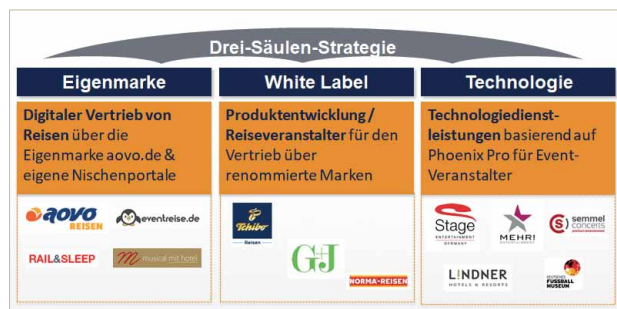 Drei-Säulen-Strategie
Eigenmarke
Digitaler Vertrieb von
Reisen über die
Eigenmarke aovo.de &
eigene Nischenportale
aovo
REISEN
eventreise.de
RAIL&SLEEP
m musical mit hotel
White Label
Produktentwicklung /
Reiseveranstalter für den
Vertrieb über
renommierte Marken
Tchibo
Reisen
G+J
NORMA-REISEN
Technologie
Technologiedienst-
leistungen basierend auf
Phoenix Pro für Event-
Veranstalter
Stage
ENTERTAINMENT
GERMANY
MEHR!
S semmel
concerts
LINDNER
HOTELS & RESORTS
DEUTSCHES
FUSSBALL
MUSEUM